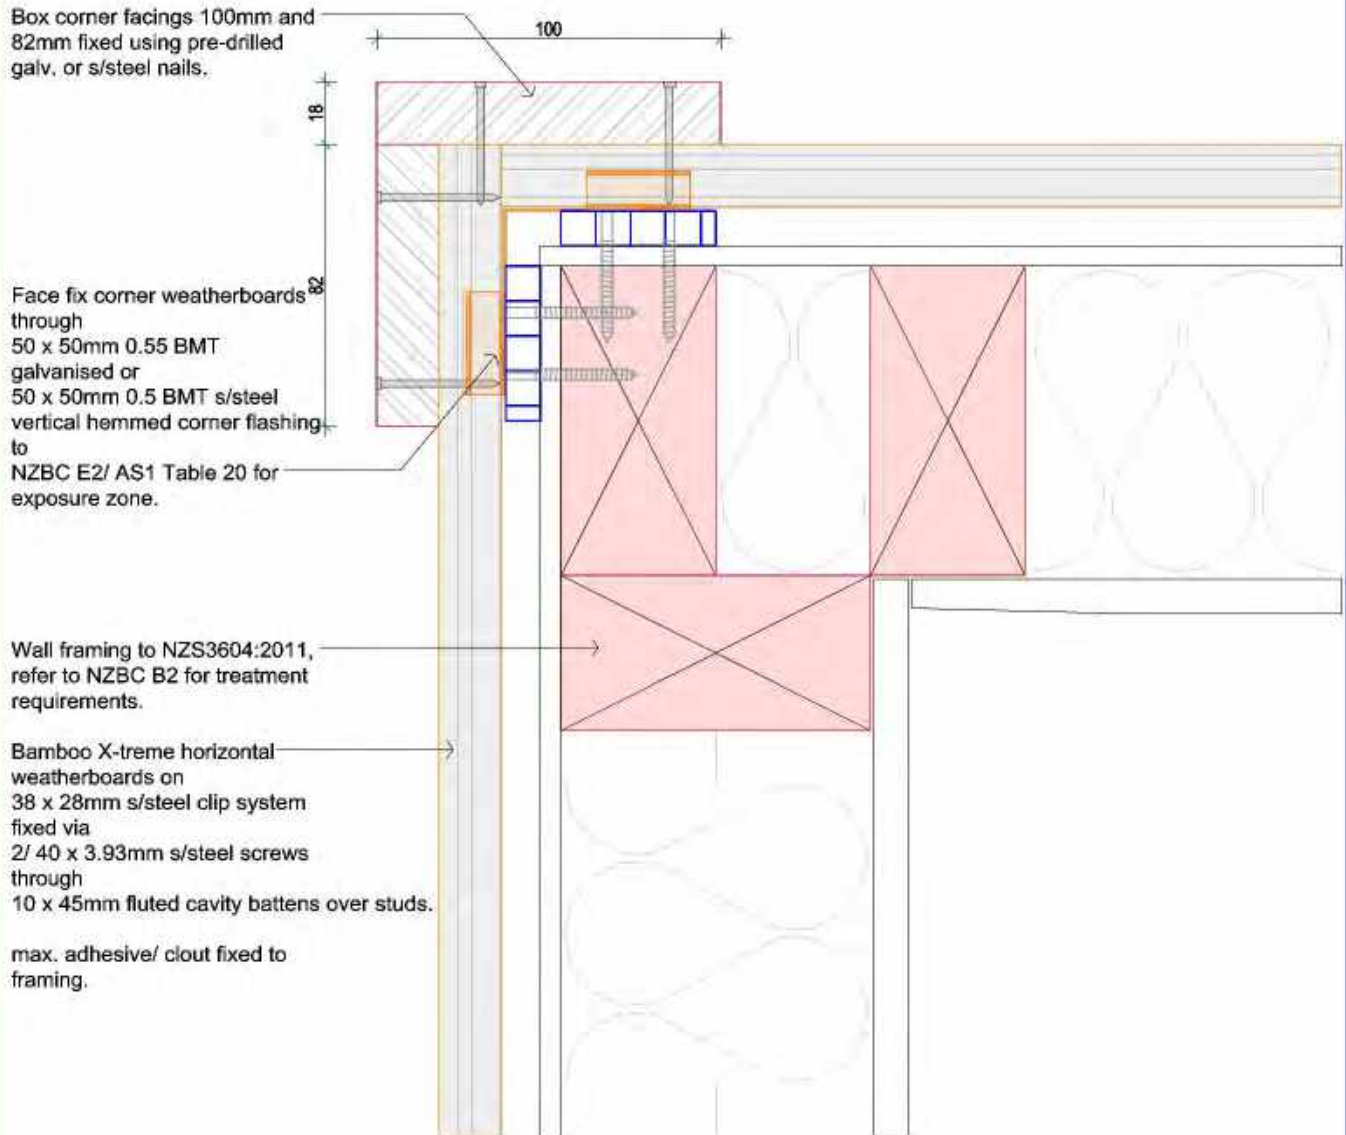 Box corner facings 100mm and
82mm fixed using pre-drilled
galv. or s/steel nails.
100
18
82
Face fix corner weatherboards
through
50 x 50mm 0.55 BMT
galvanised or
50 x 50mm 0.5 BMT s/steel
vertical hemmed corner flashing
to
NZBC E2/ AS1 Table 20 for
exposure zone.
Wall framing to NZS3604:2011,
refer to NZBC B2 for treatment
requirements.
Bamboo X-treme horizontal
weatherboards on
38 x 28mm s/steel clip system
fixed via
2/ 40 x 3.93mm s/steel screws
through
10 x 45mm fluted cavity battens over studs.
max. adhesive/ clout fixed to
framing.